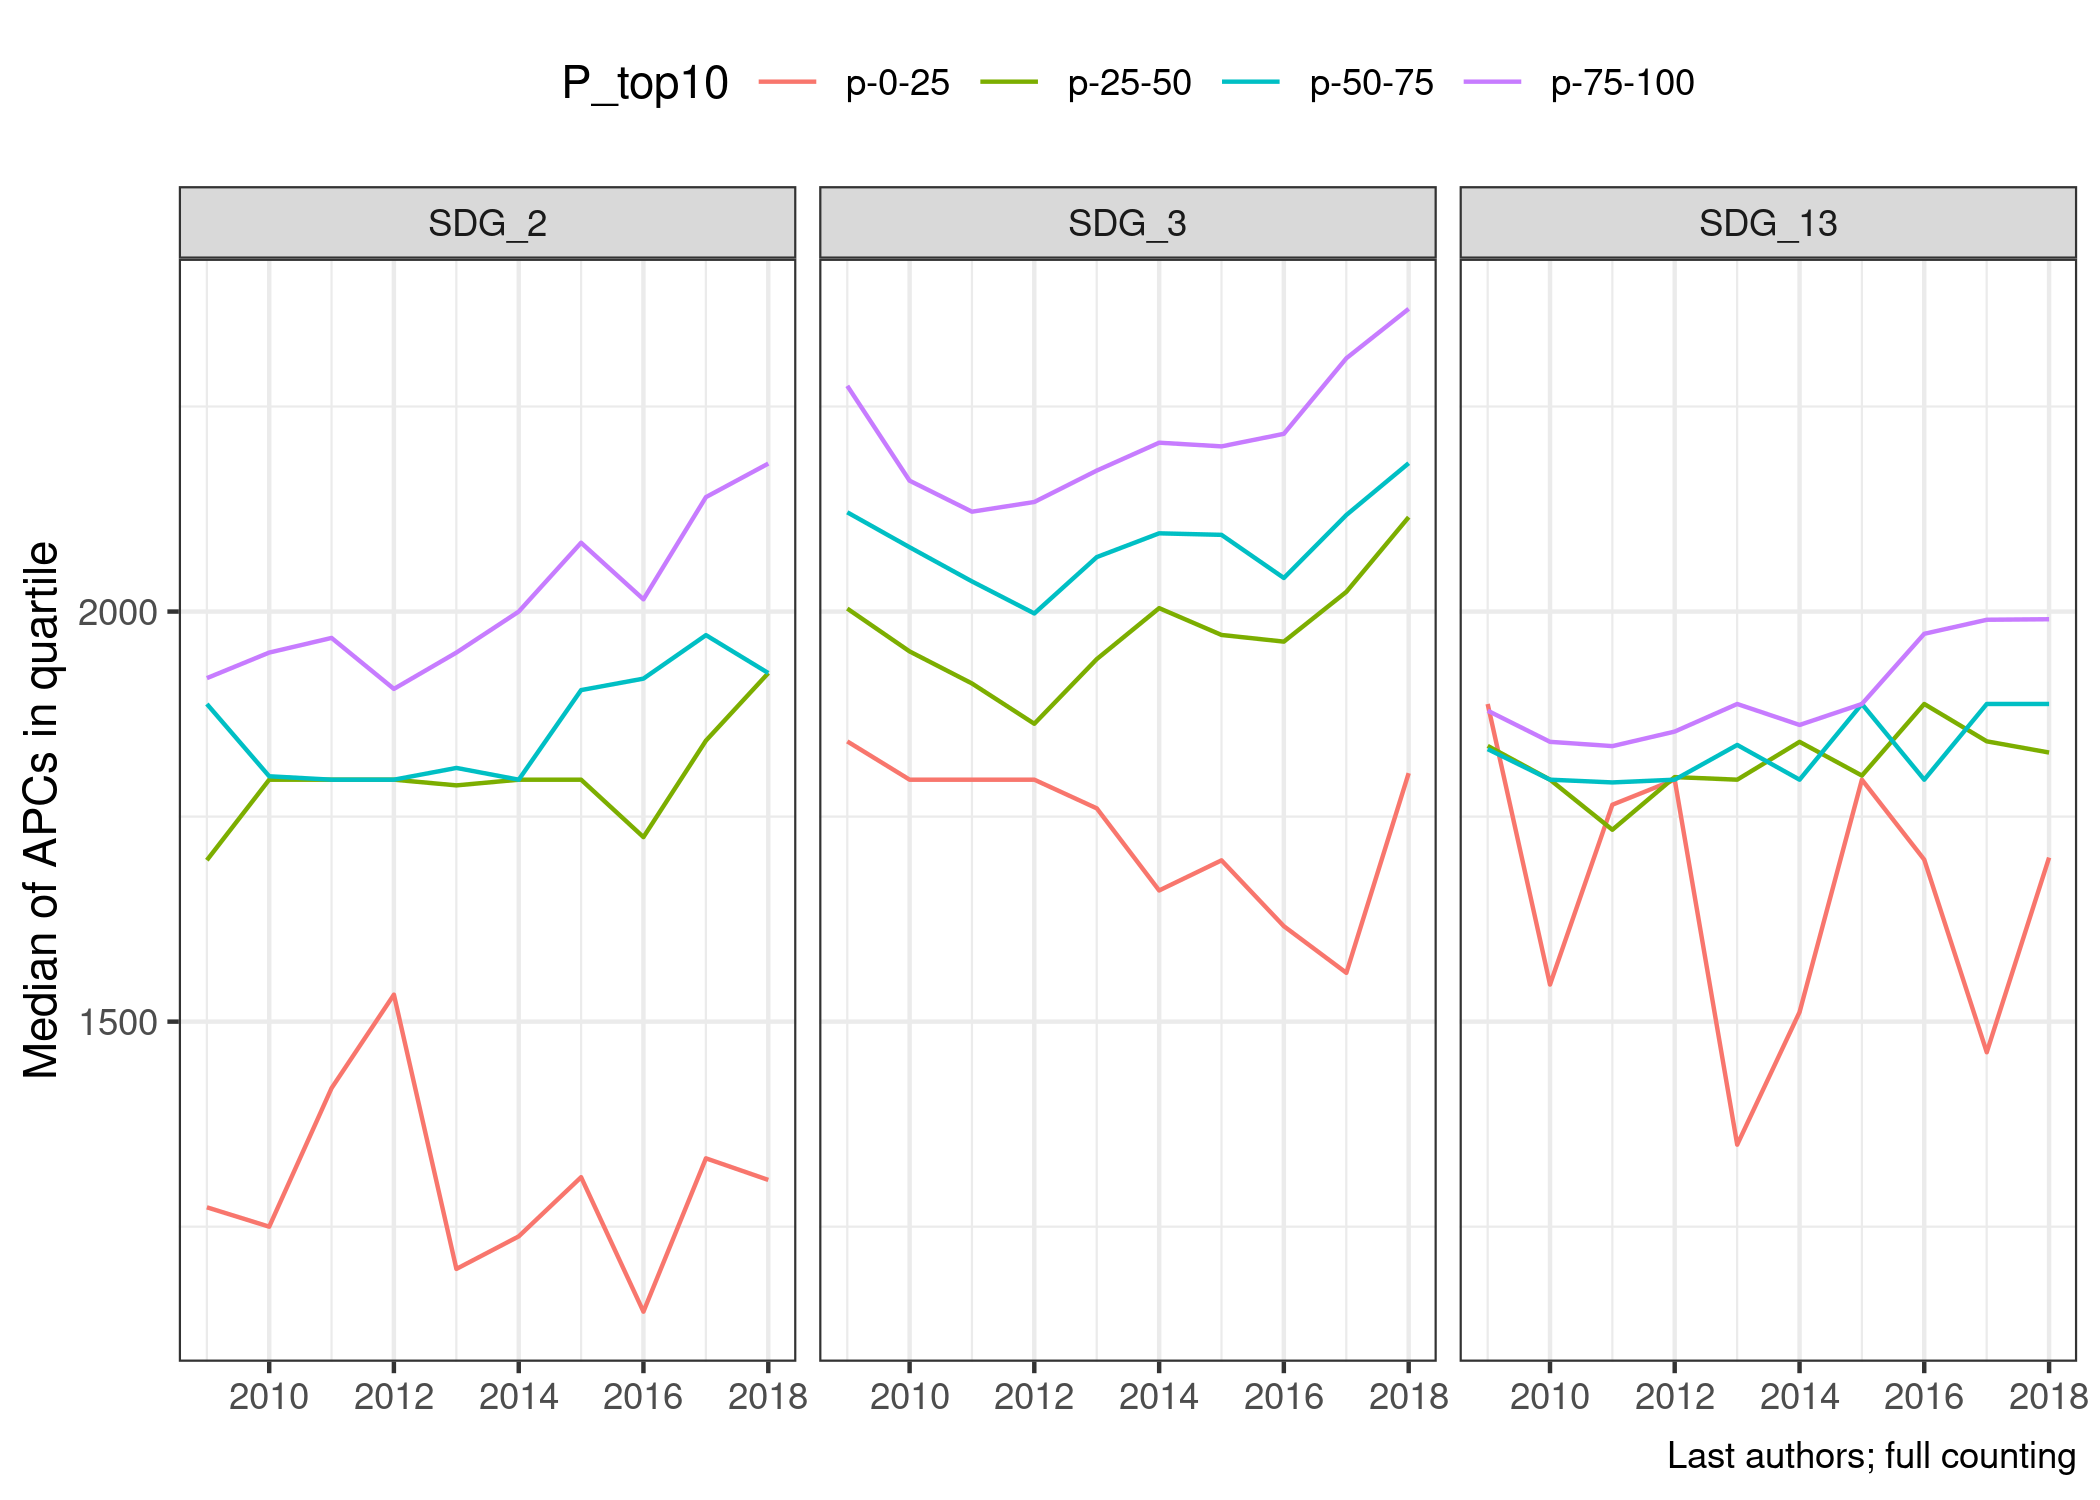 P_top10 p-0-25 p-25-50 p-50-75 p-75-100
SDG_2 SDG_3 SDG_13
Median of APCs in quartile
2000
1500
2010 2012 2014 2016 2018 2010 2012 2014 2016 2018 2010 2012 2014 2016 2018
Last authors; full counting